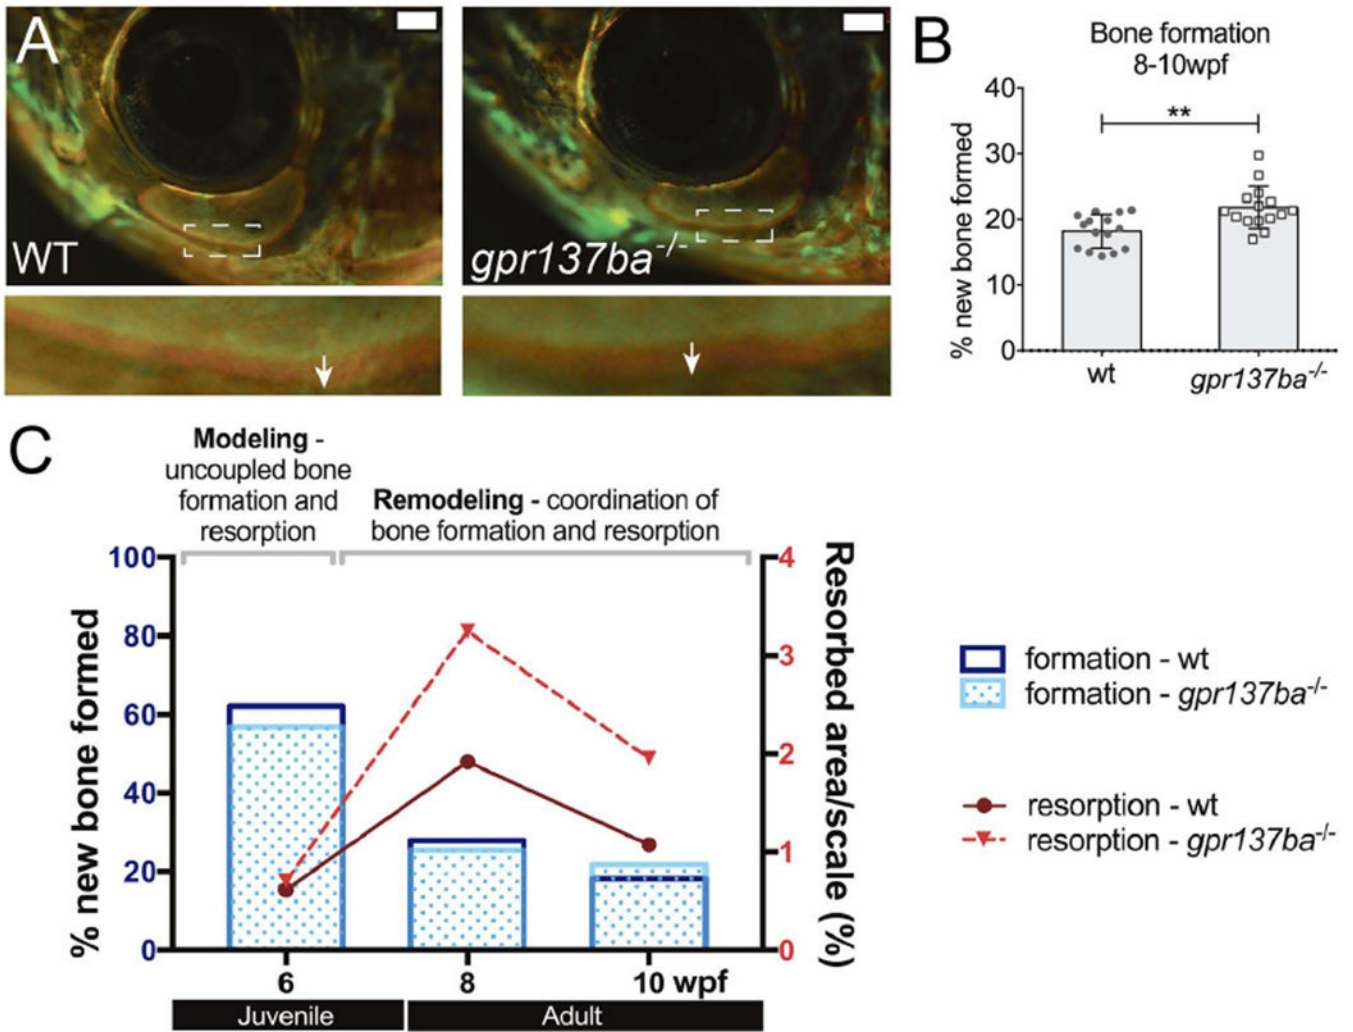 A
WT
gpr137ba-/-
B
Bone formation
8-10wpf
**
% new bone formed
40
30
20
10
0
wt
gpr137ba-/-
C
Modeling -
uncoupled bone
formation and
resorption
Remodeling - coordination of
bone formation and resorption
% new bone formed
100
80
60
40
20
0
Resorbed area/scale (%)
4
3
2
1
0
6
8
10 wpf
Juvenile
Adult
formation - wt
formation - gpr137ba-/-
resorption - wt
resorption - gpr137ba-/-